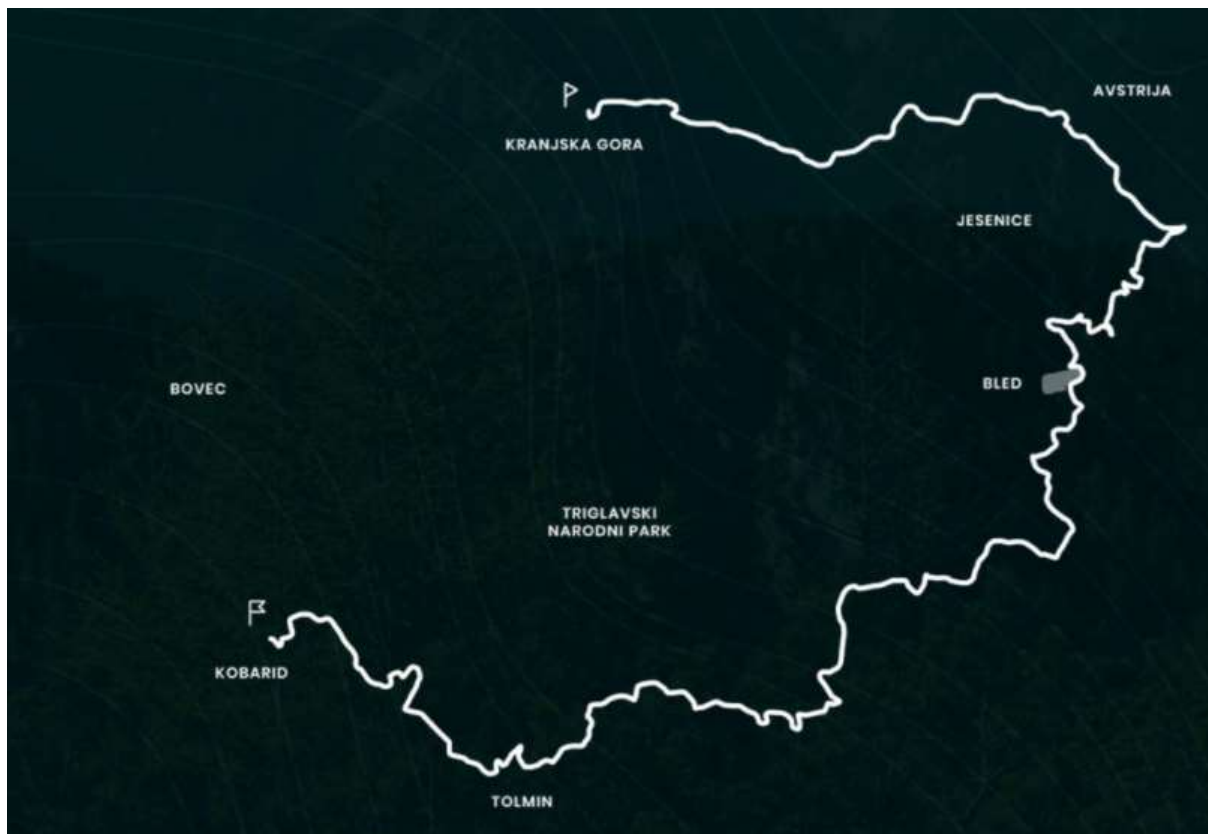 AVSTRIJA
KRANJSKA GORA
JESENICE
BLED
BOVEC
TRIGLAVSKI
NARODNI PARK
KOBARID
TOLMIN